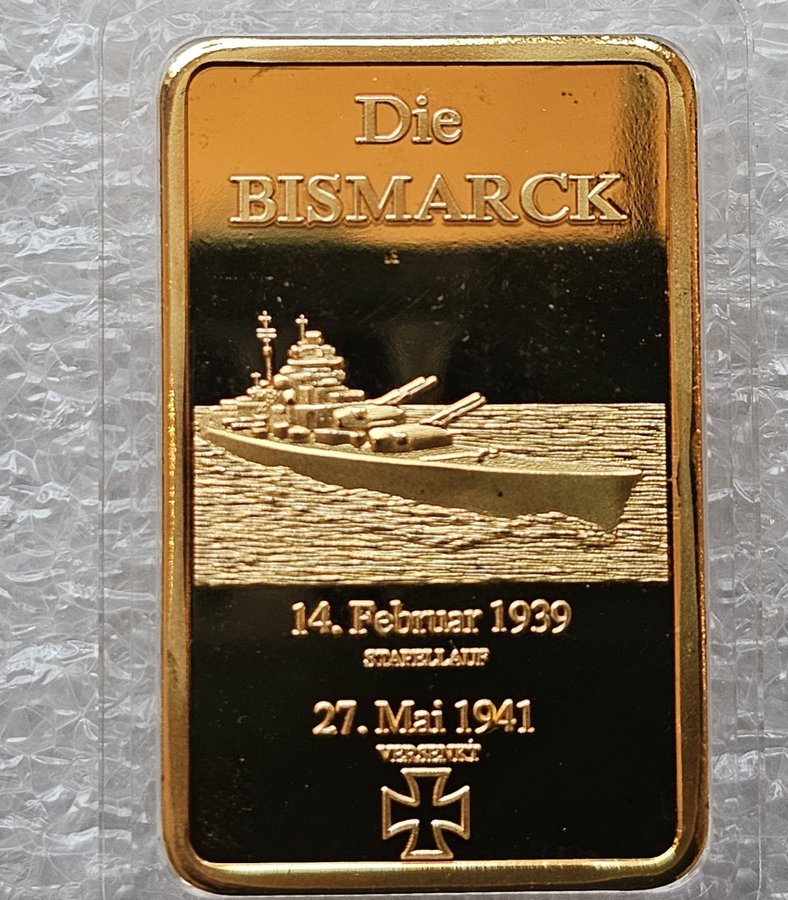 Die
BISMARCK
14. Februar 1939
STAPELLAUF
27. Mai 1941
VERSENKT